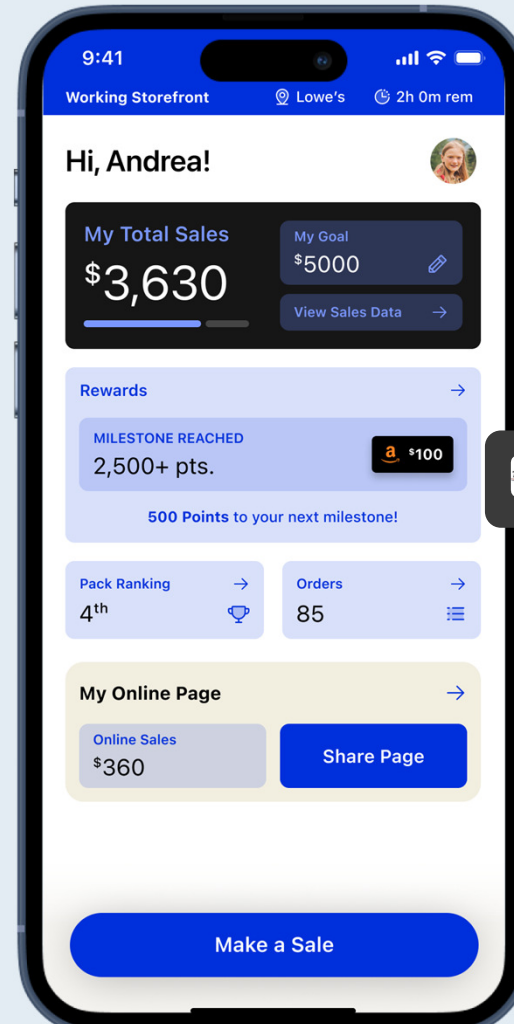 9:41
Working Storefront Lowe's 2h 0m rem
Hi, Andrea!
My Total Sales
$3,630
My Goal
$5000
View Sales Data
Rewards
MILESTONE REACHED
2,500+ pts.
a $100
500 Points to your next milestone!
Pack Ranking
4th
Orders
85
My Online Page
Online Sales
$360
Share Page
Make a Sale